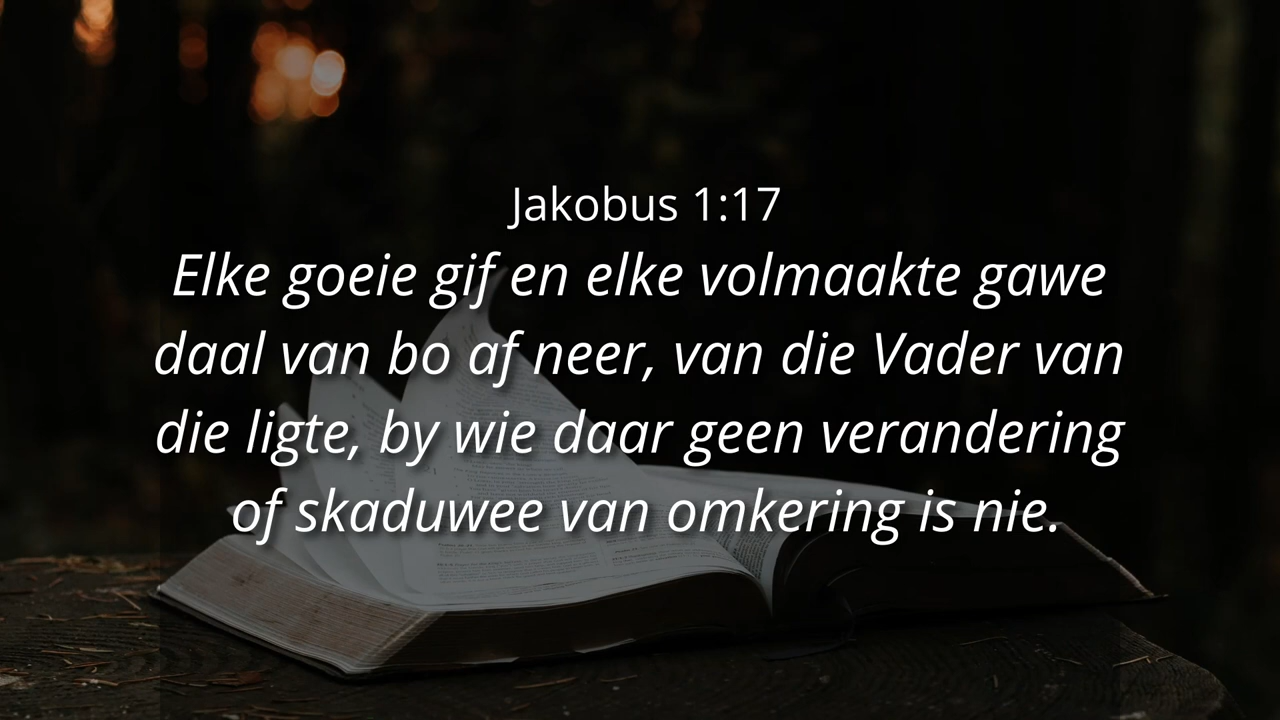 Jakobus 1:17
Elke goeie gif en elke volmaakte gawe
daal van bo af neer, van die Vader van
die ligte, by wie daar geen verandering
of skaduwee van omkering is nie.